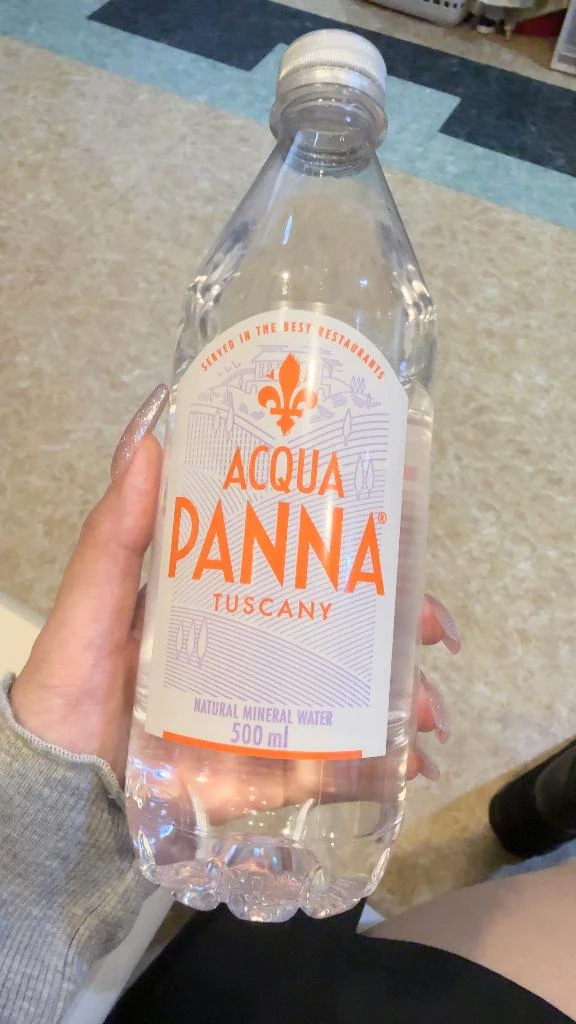 SERVED IN THE BEST RESTAURANTS
ACQUA
PANNA®
TUSCANY
NATURAL MINERAL WATER
500 ml